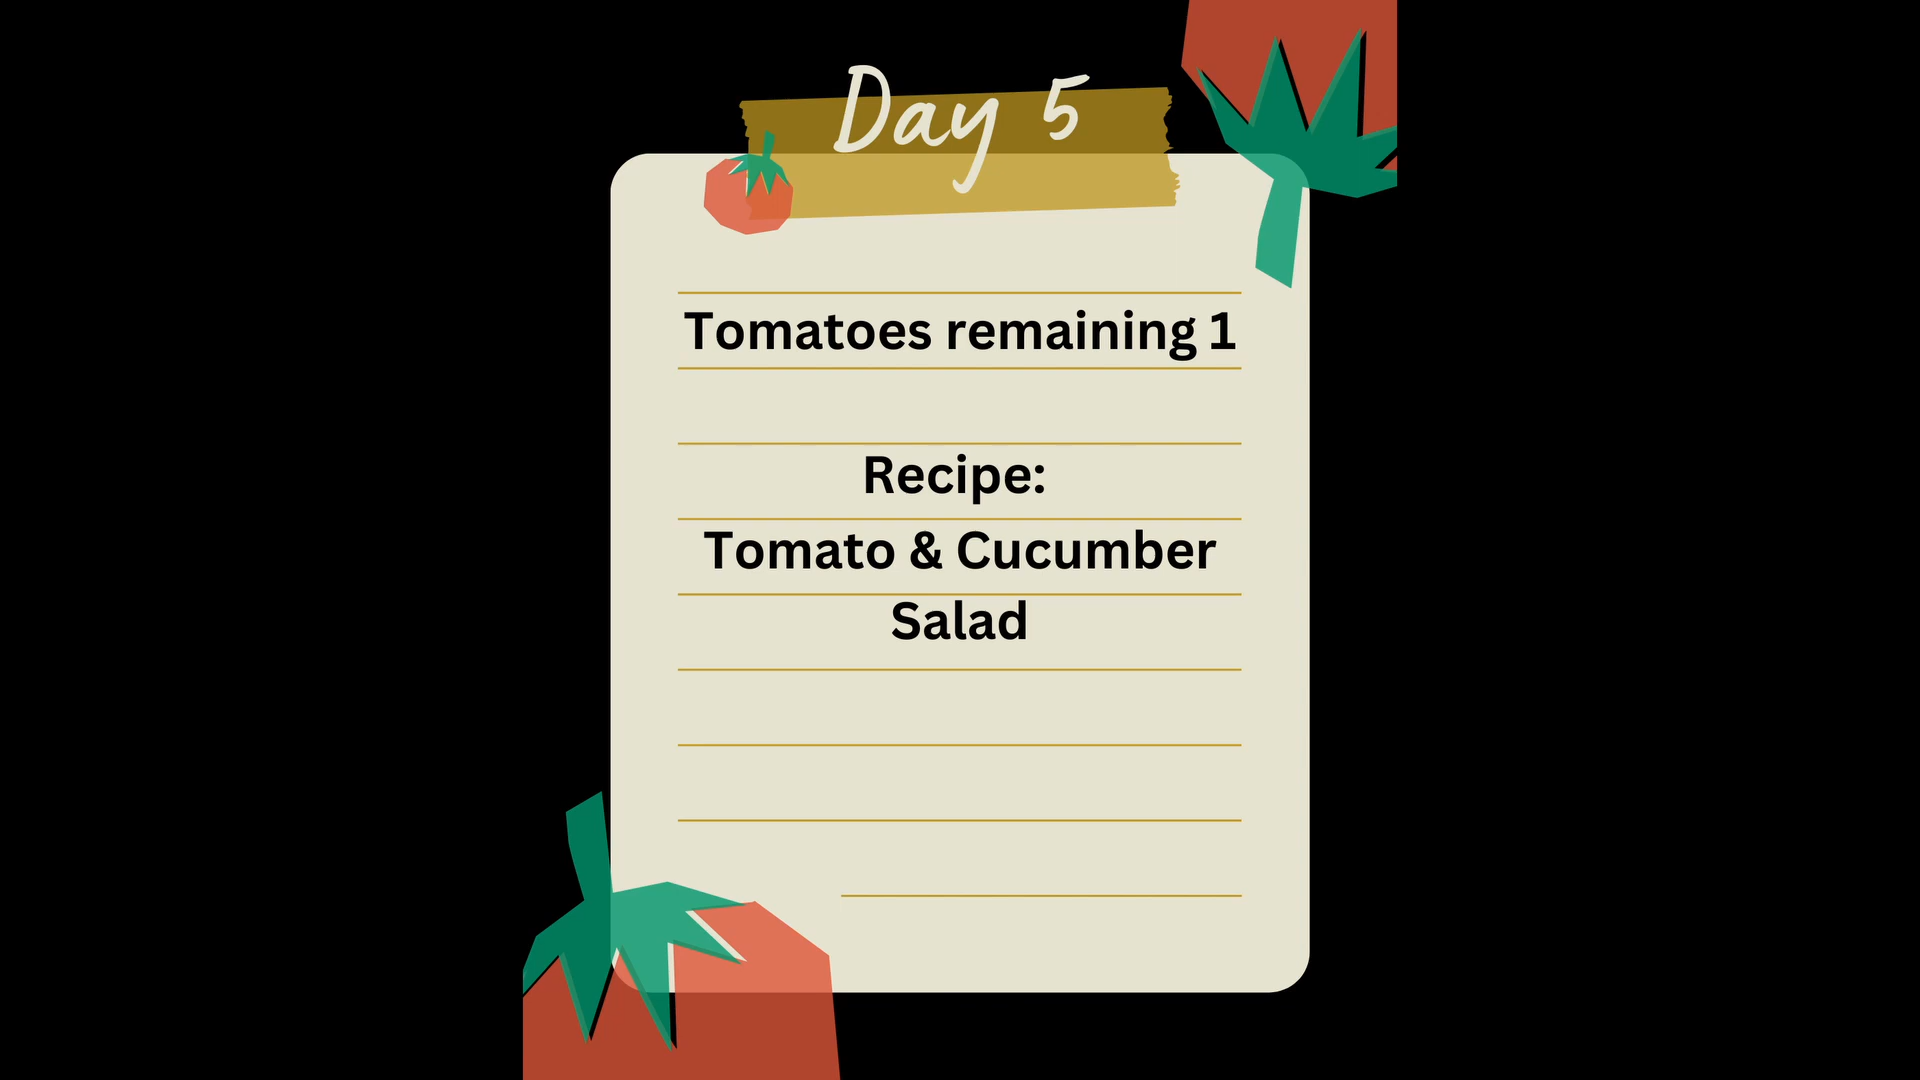 Day 5
Tomatoes remaining 1
Recipe:
Tomato & Cucumber
Salad